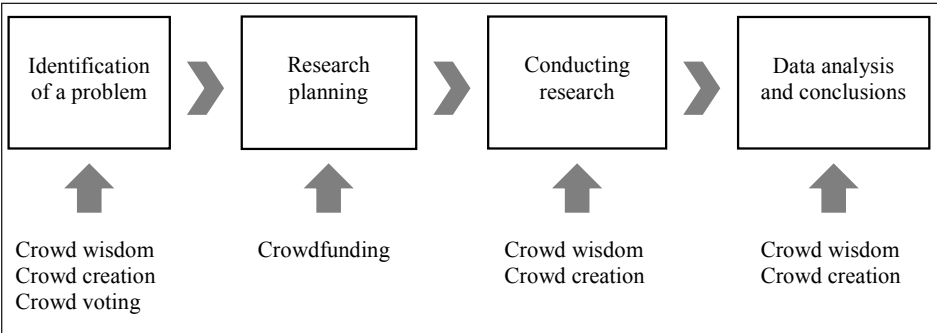 Identification
of a problem
Research
planning
Conducting
research
Data analysis
and conclusions
Crowd wisdom
Crowd creation
Crowd voting
Crowdfunding
Crowd wisdom
Crowd creation
Crowd wisdom
Crowd creation